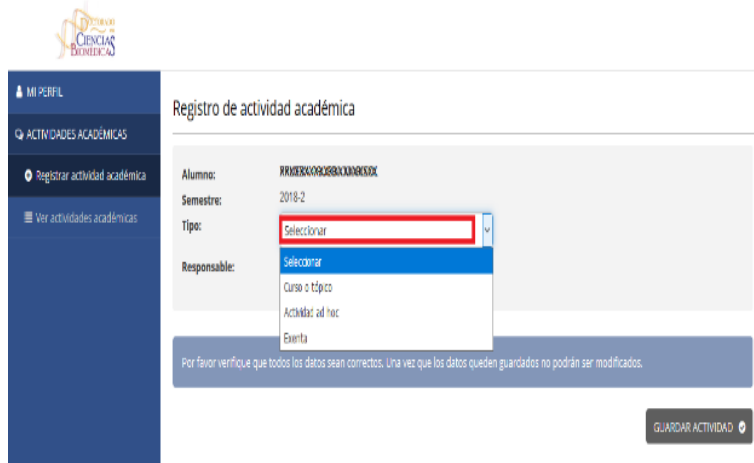 DOCTORADO
EN
CIENCIAS
BIOMÉDICAS
MI PERFIL
ACTIVIDADES ACADÉMICAS
Registrar actividad académica
Ver actividades académicas
Registro de actividad académica
Alumno:
Semestre: 2018-2
Tipo: Seleccionar
Responsable:
Seleccionar
Curso o tópico
Actividad ad hoc
Exenta
Por favor verifique que todos los datos sean correctos. Una vez que los datos queden guardados no podrán ser modificados.
GUARDAR ACTIVIDAD